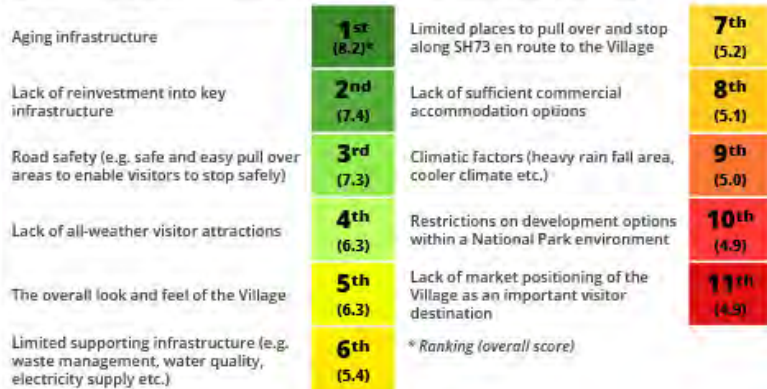 Aging infrastructure
1st
(8.2)*
Lack of reinvestment into key
infrastructure
2nd
(7.4)
Road safety (e.g. safe and easy pull over
areas to enable visitors to stop safely)
3rd
(7.3)
Lack of all-weather visitor attractions
4th
(6.3)
The overall look and feel of the Village
5th
(6.3)
Limited supporting infrastructure (e.g.
waste management, water quality,
electricity supply etc.)
6th
(5.4)
Limited places to pull over and stop
along SH73 en route to the Village
7th
(5.2)
Lack of sufficient commercial
accommodation options
8th
(5.1)
Climatic factors (heavy rain fall area,
cooler climate etc.)
9th
(5.0)
Restrictions on development options
within a National Park environment
10th
(4.9)
Lack of market positioning of the
Village as an important visitor
destination
11th
(4.9)
* Ranking (overall score)